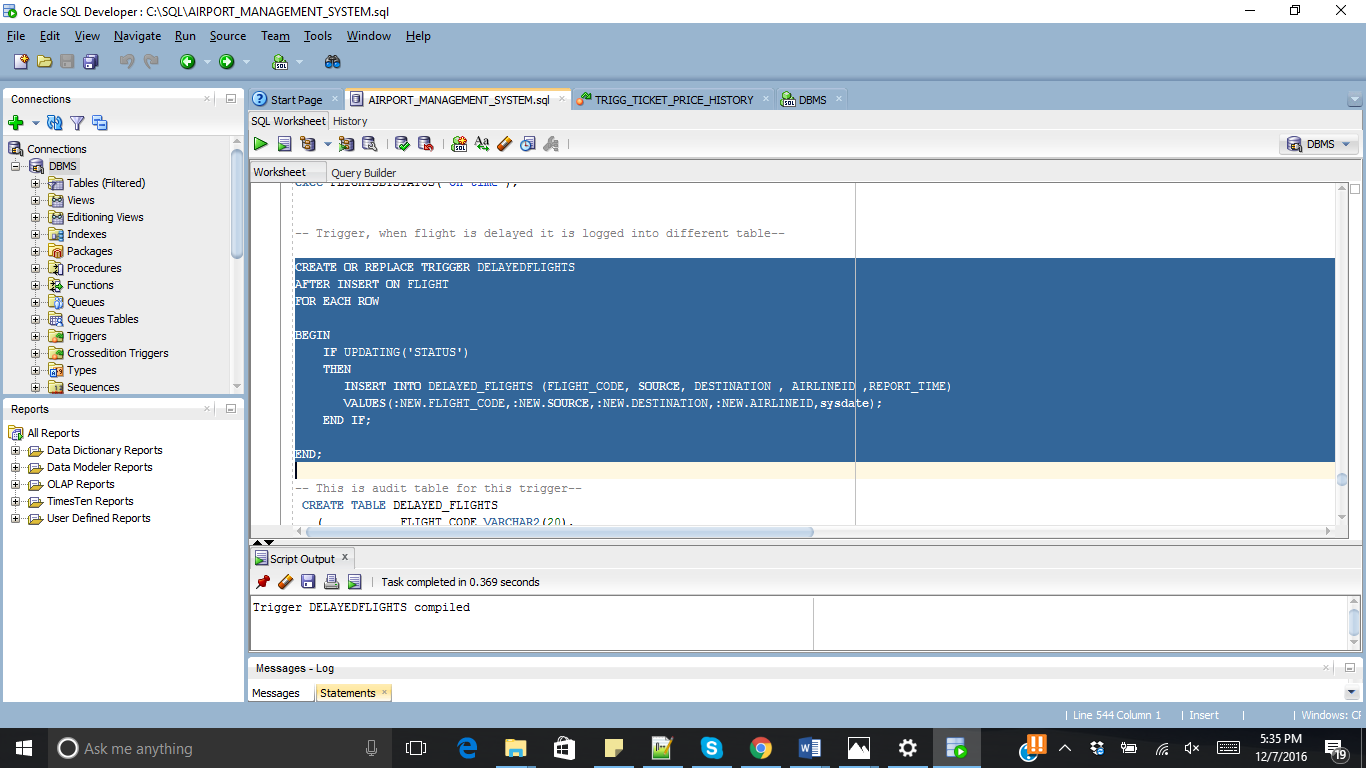 Oracle SQL Developer : C:\SQL\AIRPORT_MANAGEMENT_SYSTEM.sql
File Edit View Navigate Run Source Team Tools Window Help
Connections
Start Page
AIRPORT_MANAGEMENT_SYSTEM.sql
TRIGG_TICKET_PRICE_HISTORY
DBMS
SQL Worksheet History
DBMS
Worksheet Query Builder
Connections
DBMS
Tables (Filtered)
Views
Editioning Views
Indexes
Packages
Procedures
Functions
Queues
Queues Tables
Triggers
Crossedition Triggers
Types
Sequences
Reports
All Reports
Data Dictionary Reports
Data Modeler Reports
OLAP Reports
TimesTen Reports
User Defined Reports
exec FLIGHTSBYSTATUS('On time');
-- Trigger, when flight is delayed it is logged into different table--
CREATE OR REPLACE TRIGGER DELAYEDFLIGHTS
AFTER INSERT ON FLIGHT
FOR EACH ROW
BEGIN
IF UPDATING('STATUS')
THEN
INSERT INTO DELAYED_FLIGHTS (FLIGHT_CODE, SOURCE, DESTINATION , AIRLINEID ,REPORT_TIME)
VALUES(:NEW.FLIGHT_CODE,:NEW.SOURCE,:NEW.DESTINATION,:NEW.AIRLINEID,sysdate);
END IF;
END;
-- This is audit table for this trigger--
CREATE TABLE DELAYED_FLIGHTS
( FLIGHT_CODE VARCHAR2(20),
Script Output
Task completed in 0.369 seconds
Trigger DELAYEDFLIGHTS compiled
Messages - Log
Messages Statements
Line 544 Column 1
Insert
Windows: CF
Ask me anything
5:35 PM
12/7/2016
19